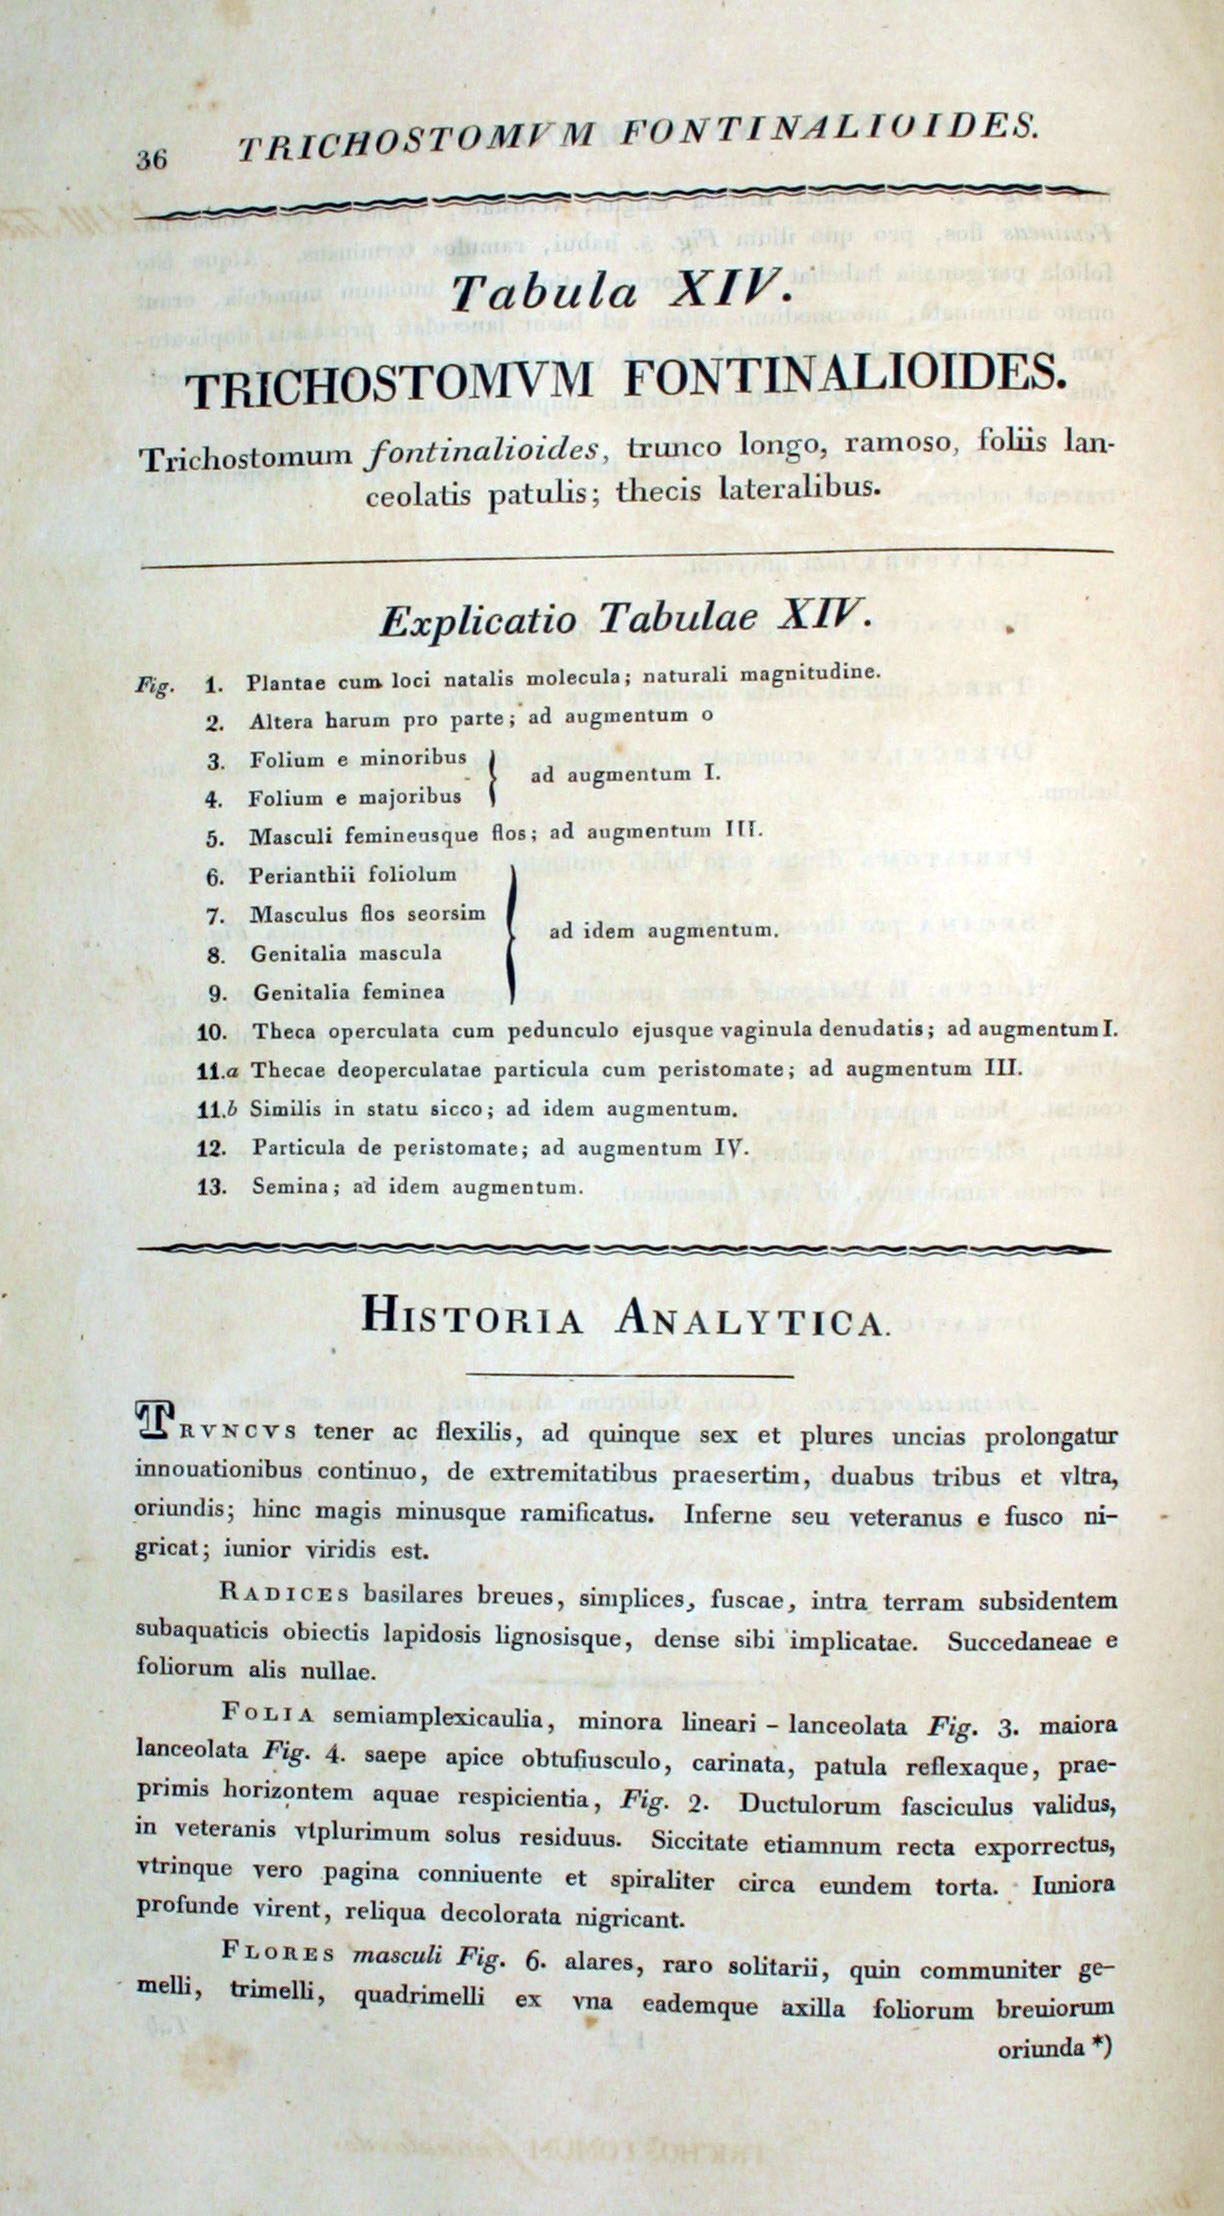 36 TRICHOSTOMVM FONTINALIOIDES.
Tabula XIV.
TRICHOSTOMVM FONTINALIOIDES.
Trichostomum fontinalioides, trunco longo, ramoso, foliis lan-
ceolatis patulis; thecis lateralibus.
Explicatio Tabulae XIV.
Fig. 1. Plantae cum loci natalis molecula; naturali magnitudine.
2. Altera harum pro parte; ad augmentum o
3. Folium e minoribus
4. Folium e majoribus
ad augmentum I.
5. Masculi femineusque flos; ad augmentum III.
6. Perianthii foliolum
7. Masculus flos seorsim
8. Genitalia mascula
9. Genitalia feminea
ad idem augmentum.
10. Theca operculata cum pedunculo ejusque vaginula denudatis; ad augmentum I.
11.a Thecae deoperculatae particula cum peristomate; ad augmentum III.
11.b Similis in statu sicco; ad idem augmentum.
12. Particula de peristomate; ad augmentum IV.
13. Semina; ad idem augmentum.
HISTORIA ANALYTICA.
TRVNCVS tener ac flexilis, ad quinque sex et plures uncias prolongatur
innouationibus continuo, de extremitatibus praesertim, duabus tribus et vltra,
oriundis; hinc magis minusque ramificatus. Inferne seu veteranus e fusco ni-
gricat; iunior viridis est.
RADICES basilares breues, simplices, fuscae, intra terram subsidentem
subaquaticis obiectis lapidosis lignosisque, dense sibi implicatae. Succedaneae e
foliorum alis nullae.
FOLIA semiamplexicaulia, minora lineari-lanceolata Fig. 3. maiora
lanceolata Fig. 4. saepe apice obtuſiusculo, carinata, patula reflexaque, prae-
primis horizontem aquae respicientia, Fig. 2. Ductulorum fasciculus validus,
in veteranis vtplurimum solus residuus. Siccitate etiamnum recta exporrectus,
vtrinque vero pagina conniuente et spiraliter circa eundem torta. Iuniora
profunde virent, reliqua decolorata nigricant.
FLORES masculi Fig. 6. alares, raro solitarii, quin communiter ge-
melli, trimelli, quadrimelli ex vna eademque axilla foliorum breuiorum
oriunda *)